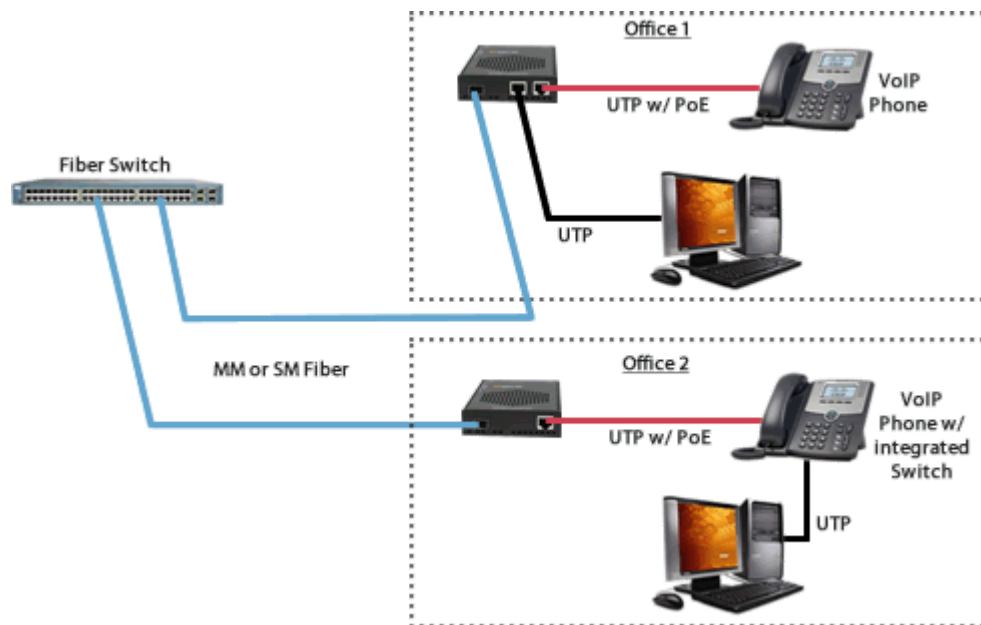 Office 1
VoIP
Phone
UTP w/ PoE
Fiber Switch
UTP
MM or SM Fiber
Office 2
VoIP
Phone w/
integrated
Switch
UTP w/ PoE
UTP